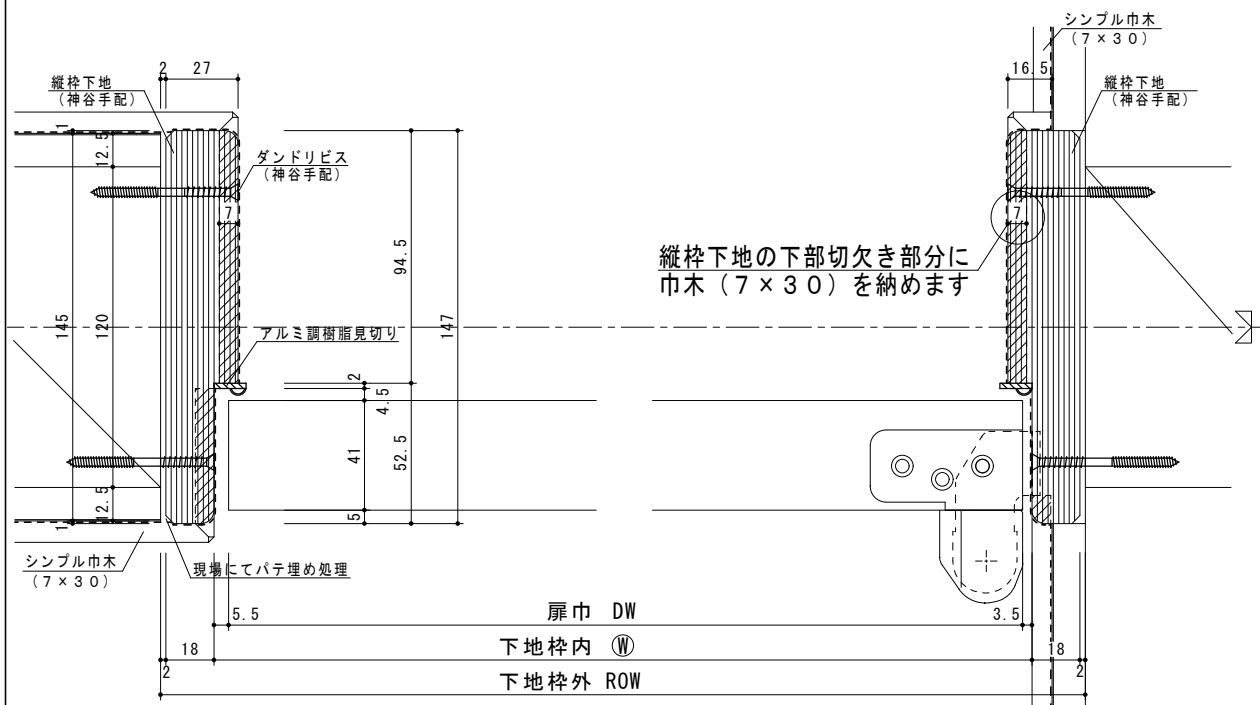 シンプル巾木
(7×30)
2
27
16.5
縦枠下地
(神谷手配)
縦枠下地
(神谷手配)
1
12.5
ダンドリビス
(神谷手配)
7
7
94.5
縦枠下地の下部切欠き部分に
巾木(7×30)を納めます
145
120
147
アルミ調樹脂見切り
2
4.5
41
52.5
12.5
1
5
シンプル巾木
(7×30)
現場にてパテ埋め処理
5.5
扉巾 DW
3.5
18
下地枠内 Ⓦ
18
2
2
下地枠外 ROW